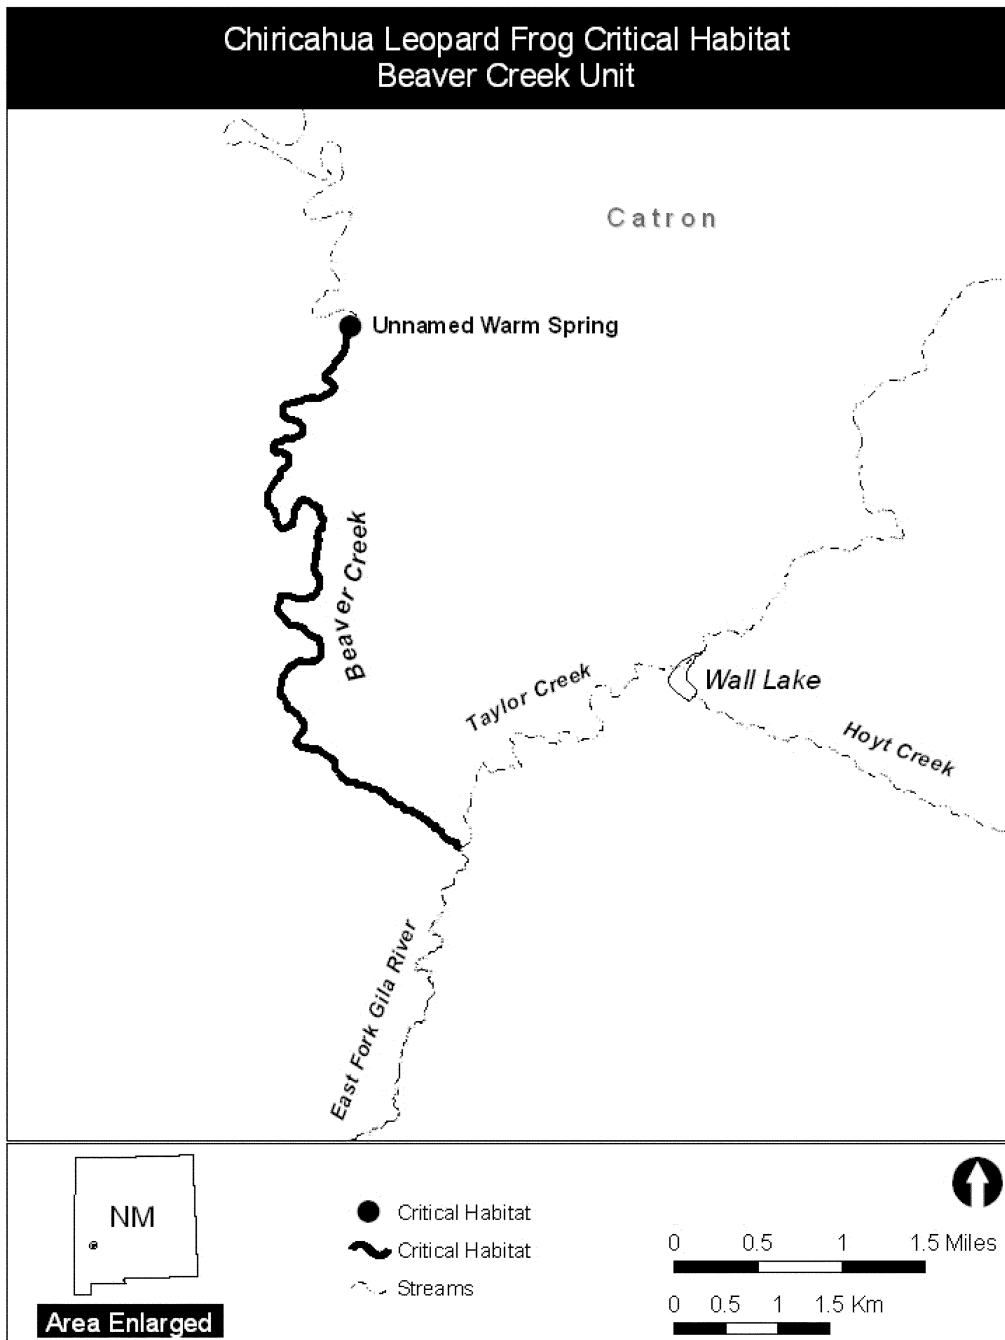 Chiricahua Leopard Frog Critical Habitat
Beaver Creek Unit
Catron
Unnamed Warm Spring
Beaver Creek
Taylor Creek
Wall Lake
Hoyt Creek
East Fork Gila River
NM
Area Enlarged
Critical Habitat
Critical Habitat
Streams
0 0.5 1 1.5 Miles
0 0.5 1 1.5 Km